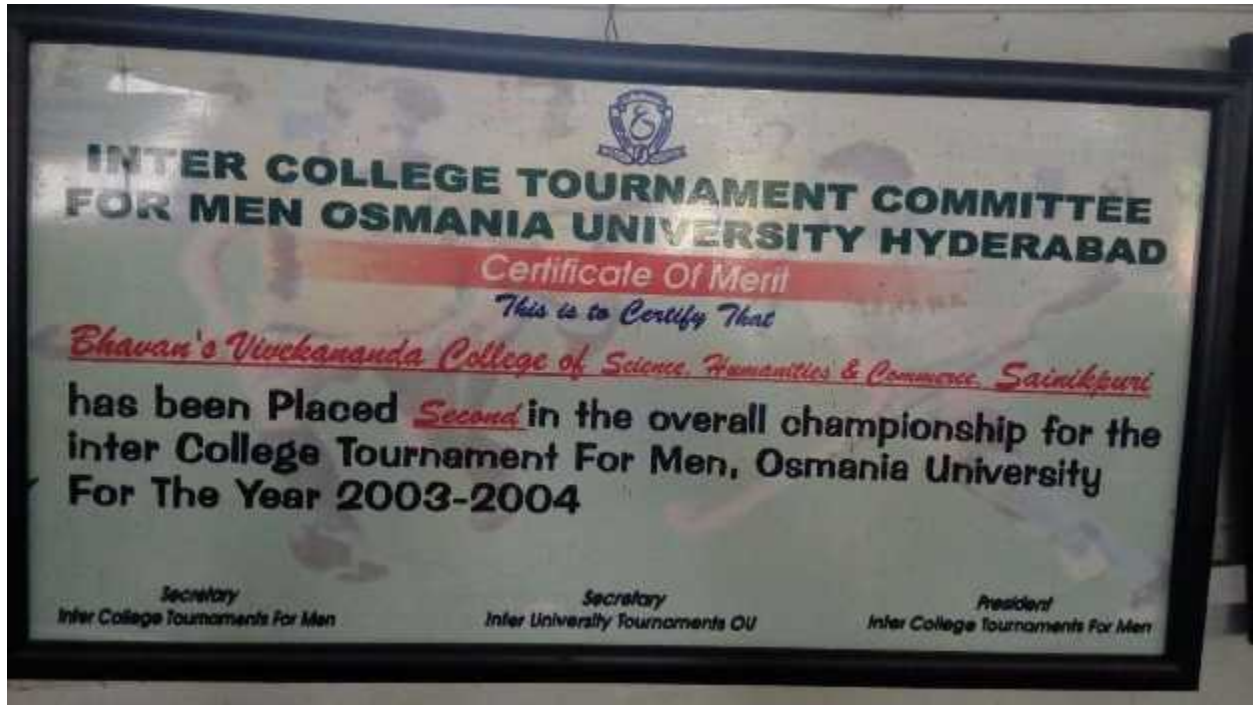 INTER COLLEGE TOURNAMENT COMMITTEE
FOR MEN OSMANIA UNIVERSITY HYDERABAD
Certificate Of Merit
This is to Certify That
Bhavan's Vivekananda College of Science, Humanities & Commerce, Sainikpuri
has been Placed Second in the overall championship for the
inter College Tournament For Men, Osmania University
For The Year 2003-2004
Secretary
Inter College Tournaments For Men
Secretary
Inter University Tournaments OU
President
Inter College Tournaments For Men